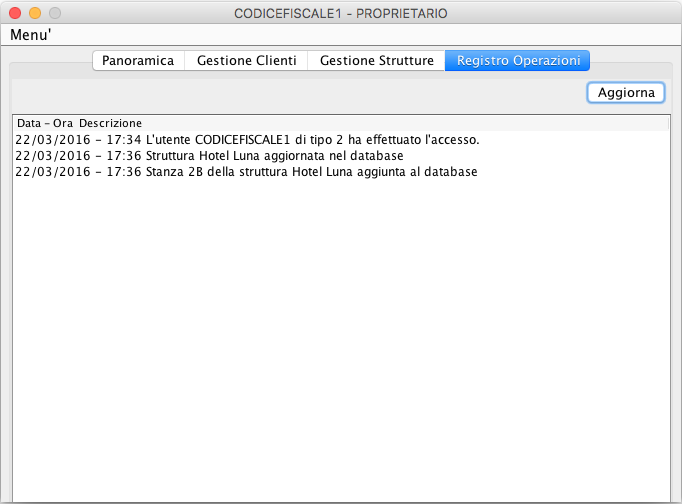 CODICEFISCALE1 - PROPRIETARIO
Menu'
Panoramica Gestione Clienti Gestione Strutture Registro Operazioni
Aggiorna
Data - Ora Descrizione
22/03/2016 - 17:34 L'utente CODICEFISCALE1 di tipo 2 ha effettuato l'accesso.
22/03/2016 - 17:36 Struttura Hotel Luna aggiornata nel database
22/03/2016 - 17:36 Stanza 2B della struttura Hotel Luna aggiunta al database